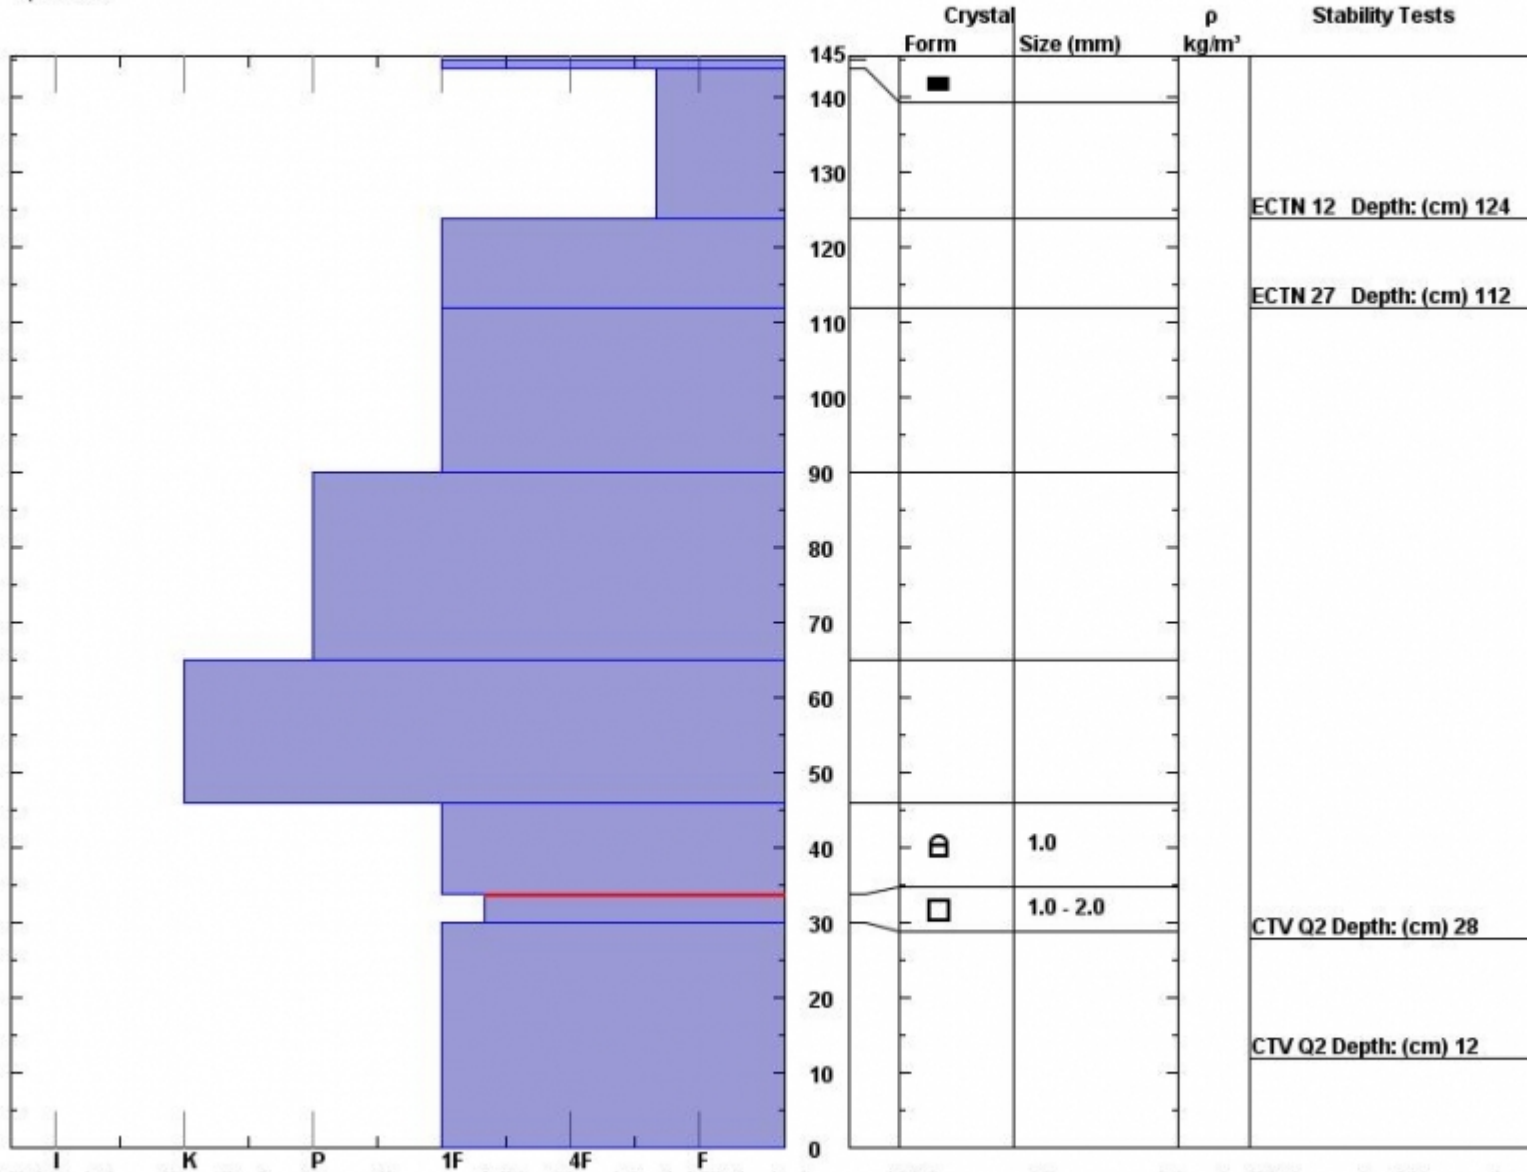 Crystal ρ Stability Tests
Form Size (mm) kg/m³
145
140
130
ECTN 12 Depth: (cm) 124
120
ECTN 27 Depth: (cm) 112
110
100
90
80
70
60
50
40 1.0
1.0 - 2.0
30 CTV Q2 Depth: (cm) 28
20
CTV Q2 Depth: (cm) 12
10
0
I K P 1F 4F F